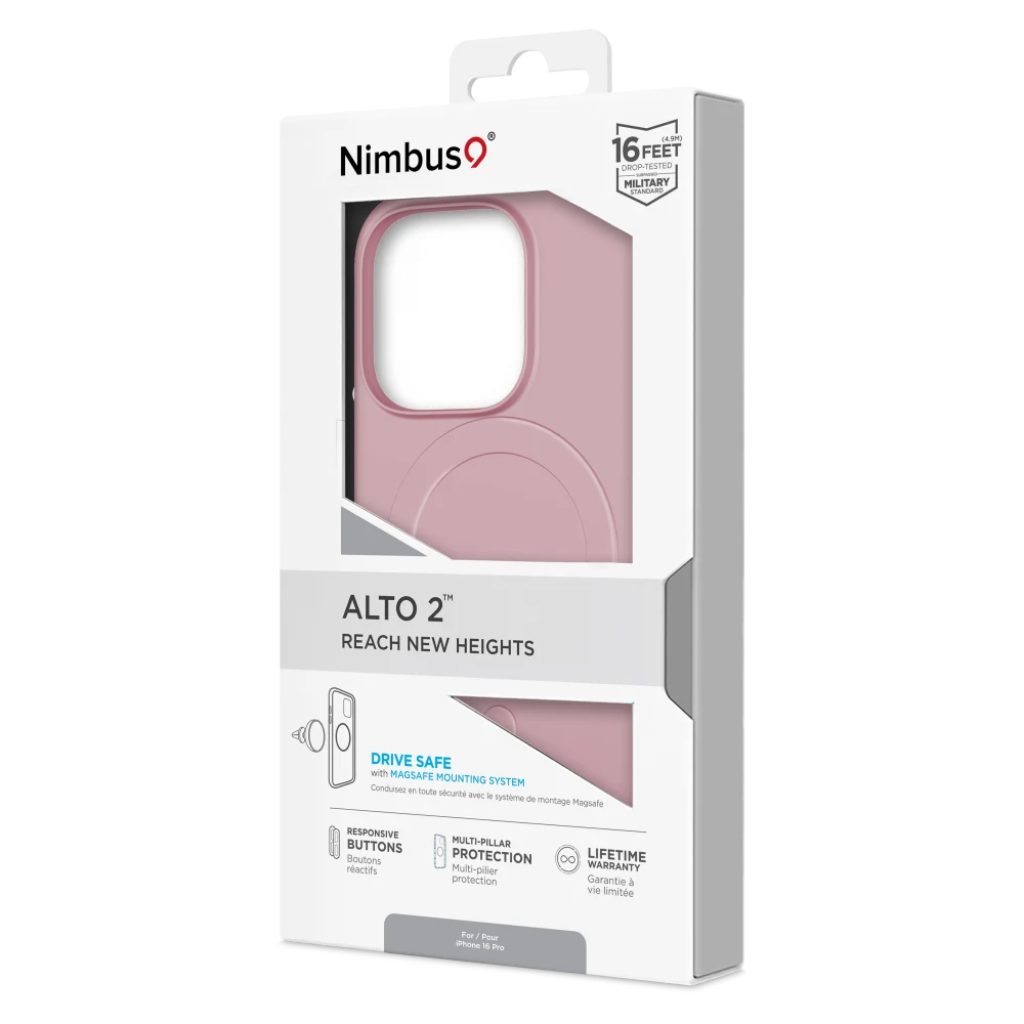 Nimbus9®
(4.9M)
16 FEET
DROP-TESTED
SURPASSES
MILITARY
STANDARD
ALTO 2™
REACH NEW HEIGHTS
DRIVE SAFE
with MAGSAFE MOUNTING SYSTEM
Conduisez en toute sécurité avec le système de montage Magsafe
RESPONSIVE
BUTTONS
Boutons
réactifs
MULTI-PILLAR
PROTECTION
Multi-pilier
protection
LIFETIME
WARRANTY
Garantie à
vie limitée
For / Pour
iPhone 16 Pro